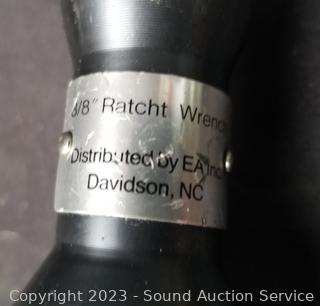 3/8" Ratcht Wrench
Distributed by EA Inc.
Davidson, NC
Copyright 2023 - Sound Auction Service